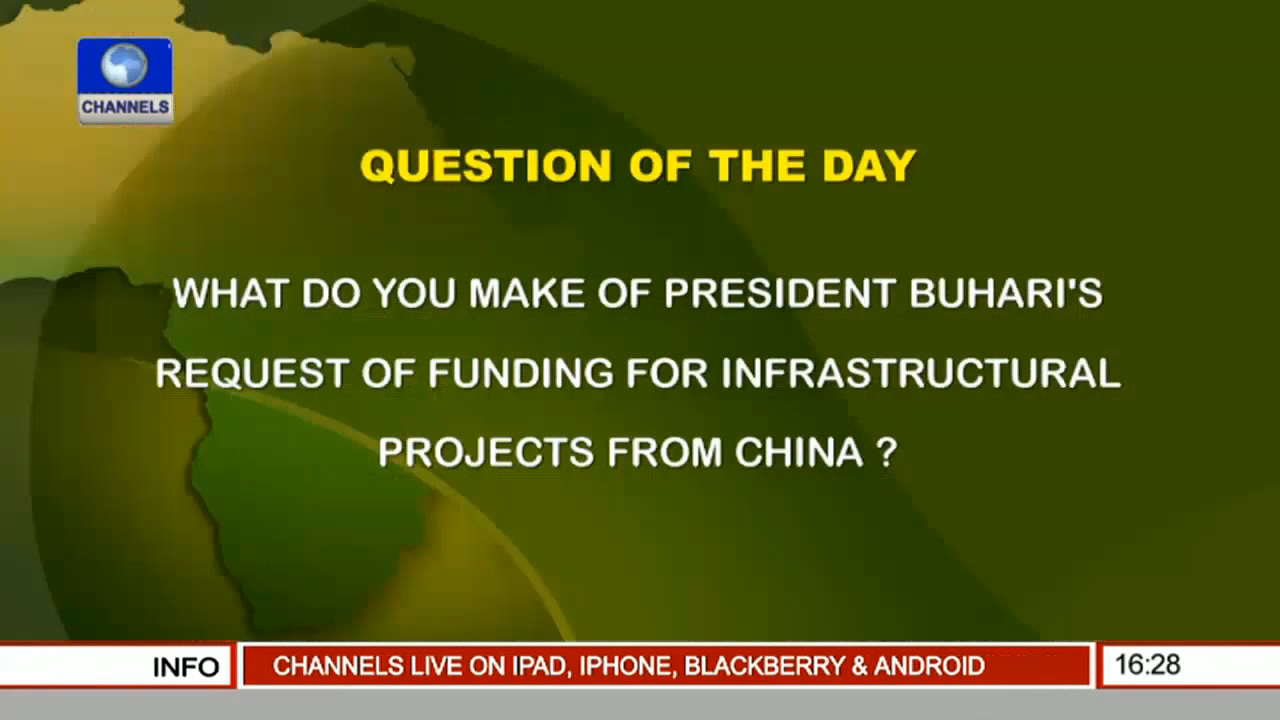 CHANNELS
QUESTION OF THE DAY
WHAT DO YOU MAKE OF PRESIDENT BUHARI'S
REQUEST OF FUNDING FOR INFRASTRUCTURAL
PROJECTS FROM CHINA ?
INFO
CHANNELS LIVE ON IPAD, IPHONE, BLACKBERRY & ANDROID
16:28